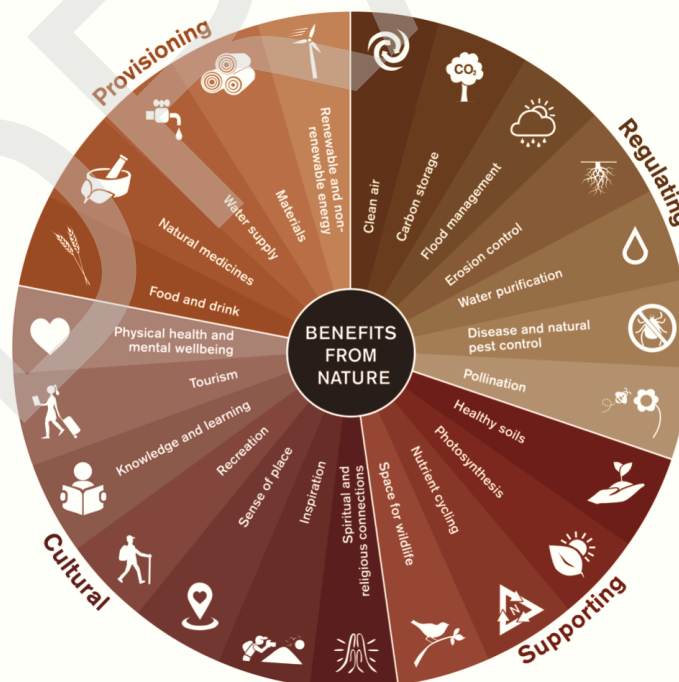 Provisioning
Renewable and non-
renewable energy
Materials
Water supply
Natural medicines
Food and drink
Regulating
Clean air
CO₂
Carbon storage
Flood management
Erosion control
Water purification
Disease and natural
pest control
Pollination
BENEFITS
FROM
NATURE
Supporting
Healthy soils
Photosynthesis
Nutrient cycling
N
Space for wildlife
Cultural
Physical health and
mental wellbeing
Tourism
Knowledge and learning
Recreation
Sense of place
Inspiration
Spiritual and
religious connections